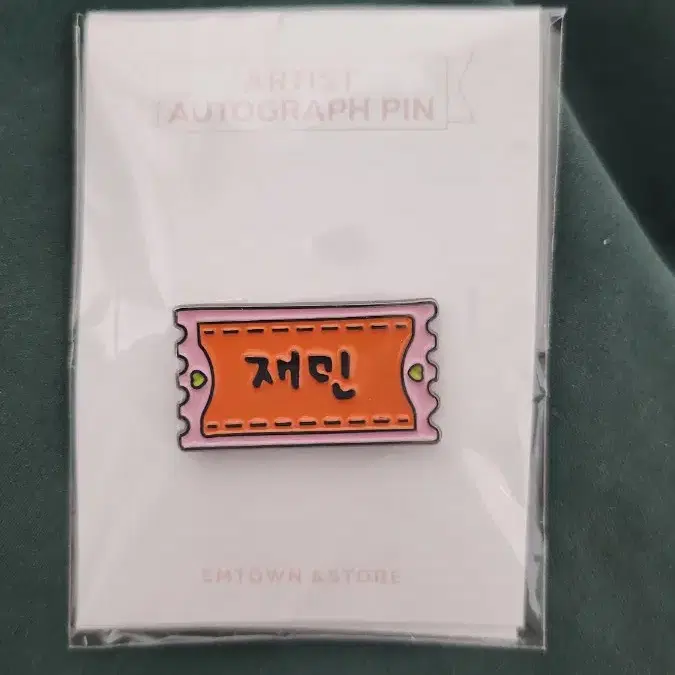 ARTIST
AUTOGRAPH PIN
재민
SMTOWN &STORE